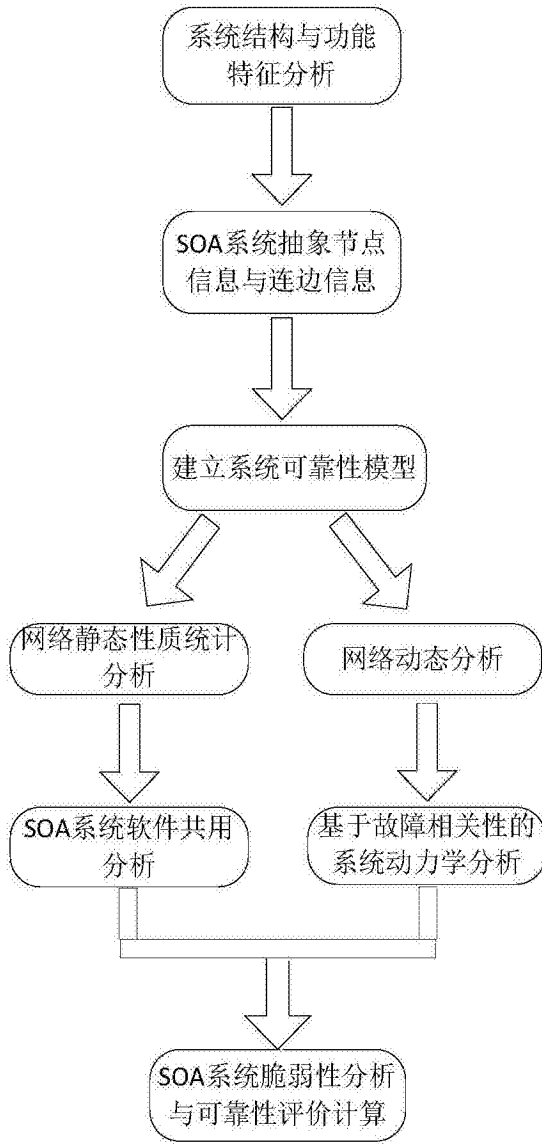 系统结构与功能
特征分析
SOA系统抽象节点
信息与连边信息
建立系统可靠性模型
网络静态性质统计
分析
网络动态分析
SOA系统软件共用
分析
基于故障相关性的
系统动力学分析
SOA系统脆弱性分析
与可靠性评价计算